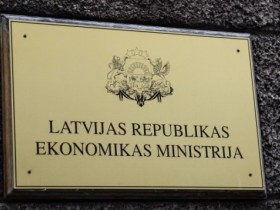 LATVIJAS REPUBLIKAS
EKONOMIKAS MINISTRIJA